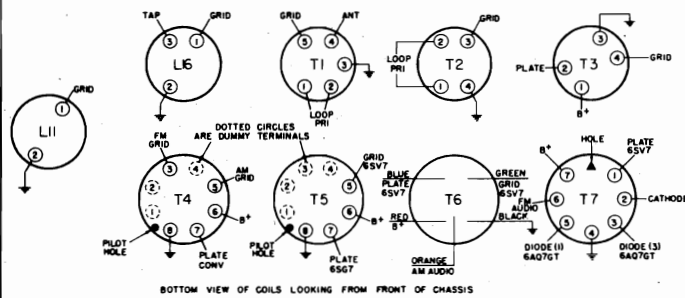 TAP
GRID
3
1
L16
2
GRID
ANT
5
4
T1
3
1
2
LOOP
PRI
GRID
2
3
LOOP
PRI
T2
1
4
3
T3
4
GRID
PLATE
2
1
B+
GRID
1
L11
2
FM
GRID
DOTTED CIRCLES
ARE DUMMY TERMINALS
3
4
2
5
AM
GRID
T4
1
6
B+
PILOT
HOLE
8
7
PLATE
CONV
3
4
GRID
6SV7
2
5
T5
1
6
B+
PILOT
HOLE
8
7
PLATE
6SG7
BLUE
PLATE
6SV7
GREEN
GRID
6SV7
T6
RED
B+
BLACK
ORANGE
AM AUDIO
HOLE
B+
PLATE
6SV7
7
1
FM
AUDIO
6
T7
2
CATHODE
5
3
4
DIODE (1)
6AQ7GT
DIODE (3)
6AQ7GT
BOTTOM VIEW OF COILS LOOKING FROM FRONT OF CHASSIS